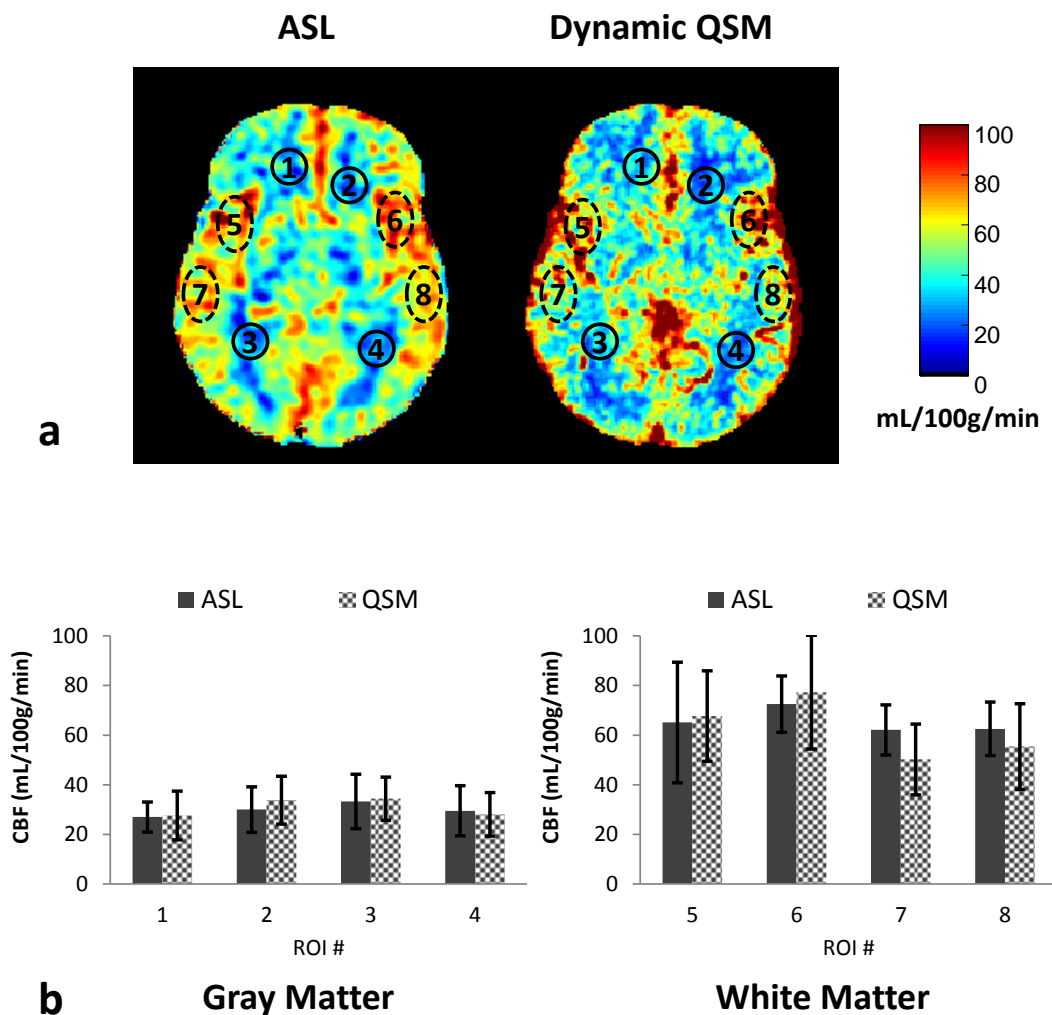 ASL Dynamic QSM
1 1
2 2
5 6 5 6
7 8 7 8
3 4 3 4
100
80
60
40
20
0
mL/100g/min
a
ASL QSM
CBF (mL/100g/min)
100
80
60
40
20
0
1 2 3 4
ROI #
Gray Matter
ASL QSM
CBF (mL/100g/min)
100
80
60
40
20
0
5 6 7 8
ROI #
White Matter
b